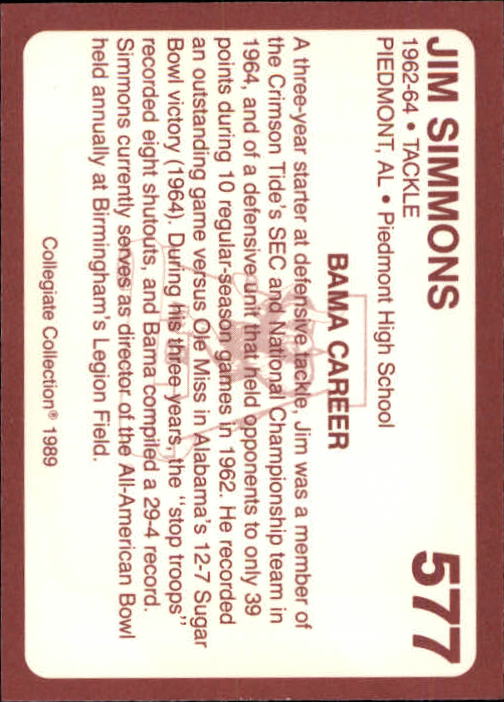 JIM SIMMONS 577
1962-64 • TACKLE
PIEDMONT, AL • Piedmont High School
BAMA CAREER
A three-year starter at defensive tackle, Jim was a member of
the Crimson Tide's SEC and National Championship team in
1964, and of a defensive unit that held opponents to only 39
points during 10 regular-season games in 1962. He recorded
an outstanding game versus Ole Miss in Alabama's 12-7 Sugar
Bowl victory (1964). During his three years, the "stop troops"
recorded eight shutouts, and Bama compiled a 29-4 record.
Simmons currently serves as director of the All-American Bowl
held annually at Birmingham's Legion Field.
Collegiate Collection® 1989